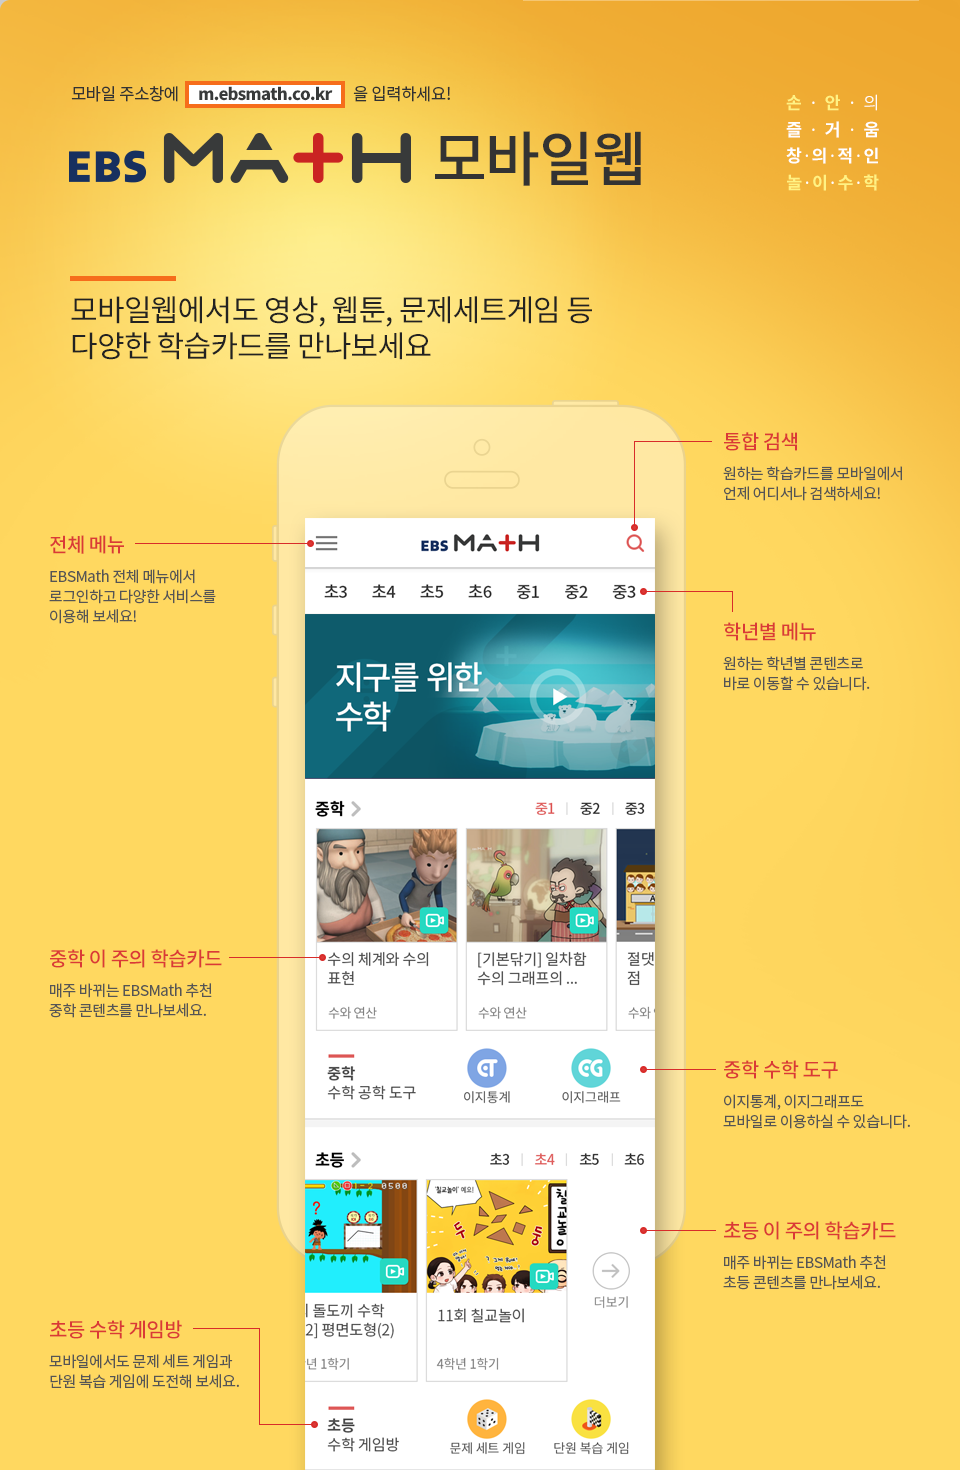 모바일 주소창에 m.ebsmath.co.kr 을 입력하세요!
EBS MATH 모바일웹
손·안·의
즐·거·움
창·의·적·인
놀·이·수·학
모바일웹에서도 영상, 웹툰, 문제세트게임 등
다양한 학습카드를 만나보세요
통합 검색
원하는 학습카드를 모바일에서
언제 어디서나 검색하세요!
전체 메뉴
EBSMath 전체 메뉴에서
로그인하고 다양한 서비스를
이용해 보세요!
EBS MATH
초3 초4 초5 초6 중1 중2 중3
학년별 메뉴
원하는 학년별 콘텐츠로
바로 이동할 수 있습니다.
지구를 위한
수학
중학 중1 중2 중3
중학 이 주의 학습카드
매주 바뀌는 EBSMath 추천
중학 콘텐츠를 만나보세요.
수의 체계와 수의
표현
수와 연산
[기본닦기] 일차함
수의 그래프의 ...
수와 연산
절댓
점
수와
중학
수학 공학 도구
이지통계
이지그래프
중학 수학 도구
이지통계, 이지그래프도
모바일로 이용하실 수 있습니다.
초등 초3 초4 초5 초6
0500
'칠교놀이' 예요!
두 둥
칠교놀이
돌도끼 수학
2] 평면도형(2)
년 1학기
11회 칠교놀이
4학년 1학기
더보기
초등 이 주의 학습카드
매주 바뀌는 EBSMath 추천
초등 콘텐츠를 만나보세요.
초등 수학 게임방
모바일에서도 문제 세트 게임과
단원 복습 게임에 도전해 보세요.
초등
수학 게임방
문제 세트 게임
단원 복습 게임